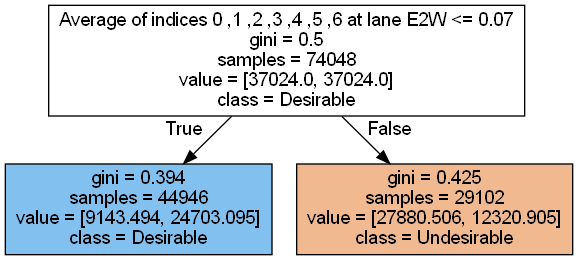 Average of indices 0 ,1 ,2 ,3 ,4 ,5 ,6 at lane E2W <= 0.07
gini = 0.5
samples = 74048
value = [37024.0, 37024.0]
class = Desirable
True
False
gini = 0.394
samples = 44946
value = [9143.494, 24703.095]
class = Desirable
gini = 0.425
samples = 29102
value = [27880.506, 12320.905]
class = Undesirable